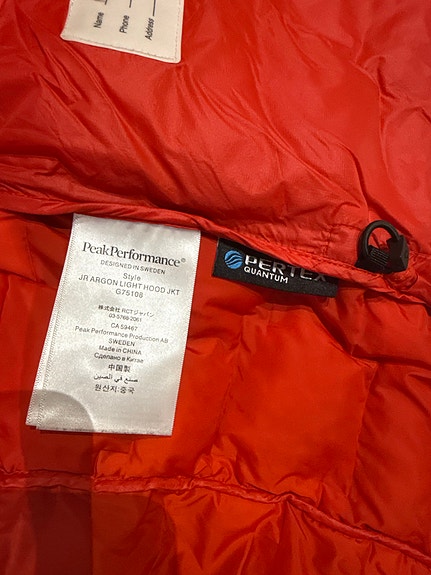 Name
Phone
Address
PeakPerformance®
DESIGNED IN SWEDEN
Style
JR ARGON LIGHT HOOD JKT
G75108
株式会社 RCTジャパン
03-5768-2061
CA 59467
Peak Performance Production AB
SWEDEN
Made in CHINA
Сделано в Китае
中国製
صنع في الصين
원산지:중국
PERTEX
QUANTUM